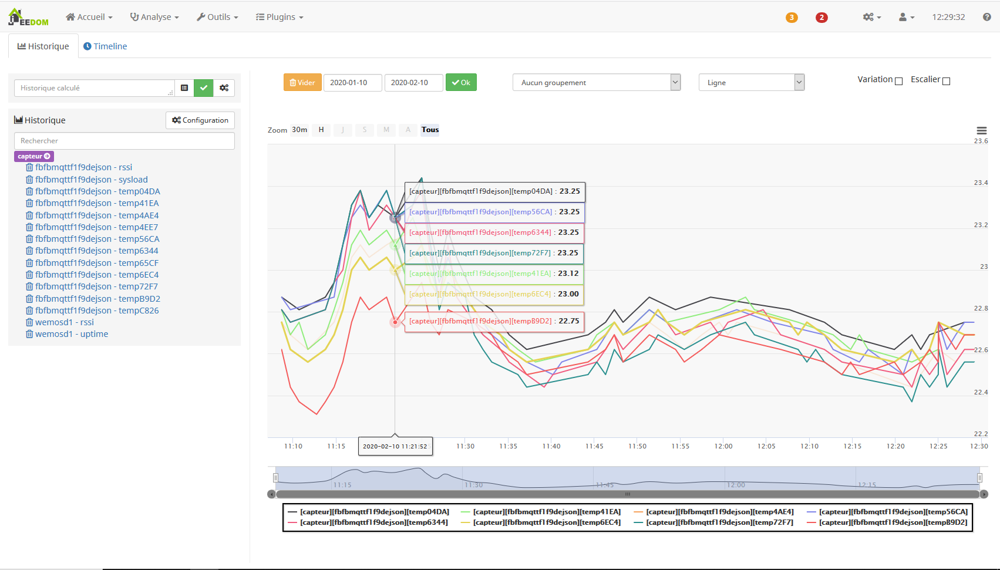 JEEDOM Accueil Analyse Outils Plugins 3 2 12:29:32
Historique Timeline
Historique calculé
Vider 2020-01-10 2020-02-10 Ok Aucun groupement Ligne Variation Escalier
Historique Configuration
Rechercher
capteur
fbfbmqttf1f9dejson - rssi
fbfbmqttf1f9dejson - sysload
fbfbmqttf1f9dejson - temp04DA
fbfbmqttf1f9dejson - temp41EA
fbfbmqttf1f9dejson - temp4AE4
fbfbmqttf1f9dejson - temp4EE7
fbfbmqttf1f9dejson - temp56CA
fbfbmqttf1f9dejson - temp6344
fbfbmqttf1f9dejson - temp65CF
fbfbmqttf1f9dejson - temp6EC4
fbfbmqttf1f9dejson - temp72F7
fbfbmqttf1f9dejson - tempB9D2
fbfbmqttf1f9dejson - tempC826
wemosd1 - rssi
wemosd1 - uptime
Zoom 30m H J S M A Tous
23.6
23.4
23.2
23
22.8
22.6
22.4
22.2
[capteur][fbfbmqttf1f9dejson][temp04DA] : 23.25
[capteur][fbfbmqttf1f9dejson][temp56CA] : 23.25
[capteur][fbfbmqttf1f9dejson][temp6344] : 23.25
[capteur][fbfbmqttf1f9dejson][temp72F7] : 23.25
[capteur][fbfbmqttf1f9dejson][temp41EA] : 23.12
[capteur][fbfbmqttf1f9dejson][temp6EC4] : 23.00
[capteur][fbfbmqttf1f9dejson][tempB9D2] : 22.75
11:10 11:15 2020-02-10 11:21:52 11:30 11:35 11:40 11:45 11:50 11:55 12:00 12:05 12:10 12:15 12:20 12:25 12:30
11:15 11:30 11:45 12:00 12:15
[capteur][fbfbmqttf1f9dejson][temp04DA] [capteur][fbfbmqttf1f9dejson][temp41EA] [capteur][fbfbmqttf1f9dejson][temp4AE4] [capteur][fbfbmqttf1f9dejson][temp56CA]
[capteur][fbfbmqttf1f9dejson][temp6344] [capteur][fbfbmqttf1f9dejson][temp6EC4] [capteur][fbfbmqttf1f9dejson][temp72F7] [capteur][fbfbmqttf1f9dejson][tempB9D2]